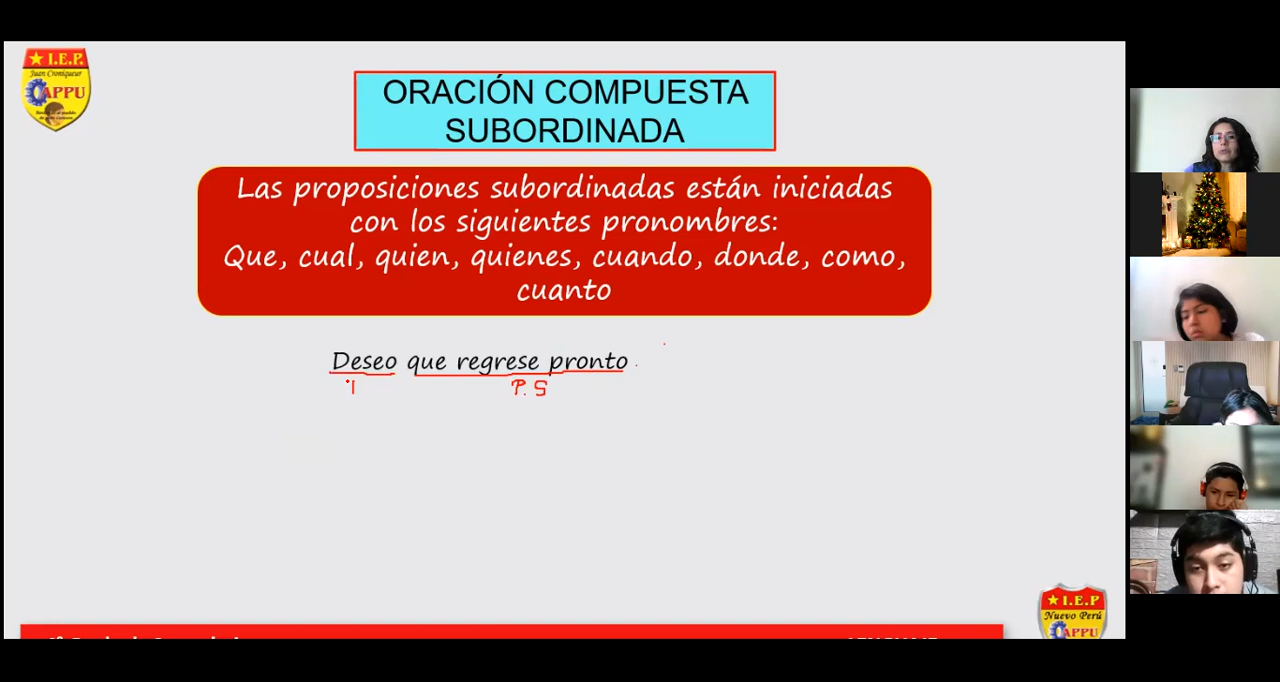 I.E.P.
Juan Croniqueur
APPU
ORACIÓN COMPUESTA
SUBORDINADA
Las proposiciones subordinadas están iniciadas
con los siguientes pronombres:
Que, cual, quien, quienes, cuando, donde, como,
cuanto
Deseo que regrese pronto
P. S
I.E.P
Nuevo Perú
APPU